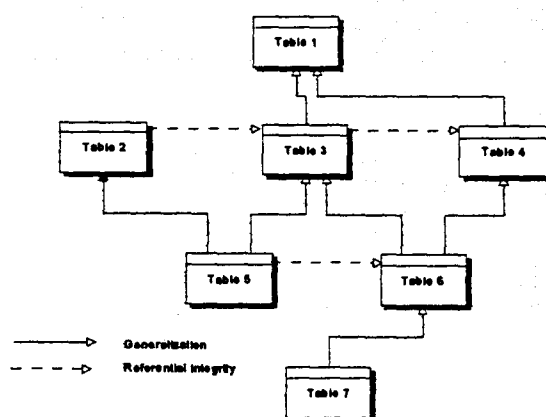 Table 1
Table 2
Table 3
Table 4
Table 5
Table 6
Generalization
Referential Integrity
Table 7